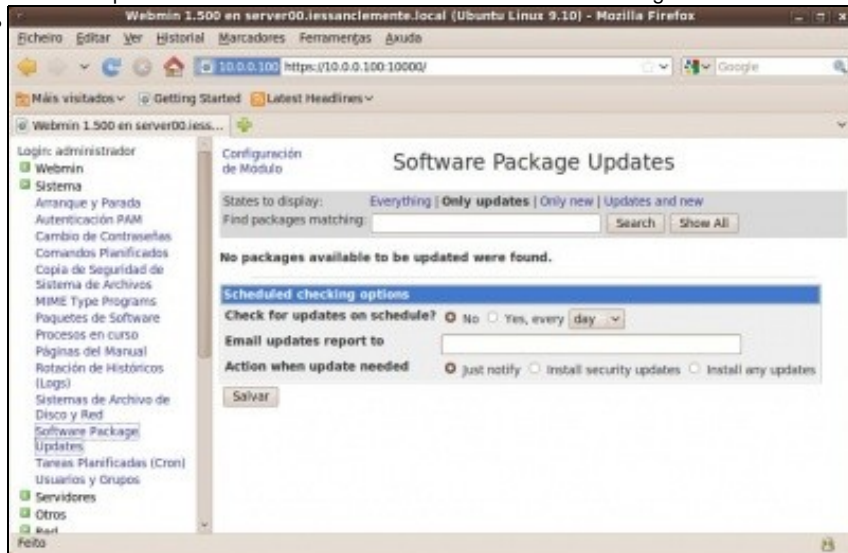 Webmin 1.500 en server00.iessanclemente.local (Ubuntu Linux 9.10) - Mozilla Firefox
Ficheiro Editar Ver Historial Marcadores Ferramentas Axuda
10.0.0.100 https://10.0.0.100:10000/ Google
Máis visitados Getting Started Latest Headlines
Webmin 1.500 en server00.iess...
Login: administrador
Webmin
Sistema
Arranque y Parada
Autenticación PAM
Cambio de Contraseñas
Comandos Planificados
Copia de Seguridad de
Sistema de Archivos
MIME Type Programs
Paquetes de Software
Procesos en curso
Páginas del Manual
Rotación de Históricos
(Logs)
Sistemas de Archivo de
Disco y Red
Software Package
Updates
Tareas Planificadas (Cron)
Usuarios y Grupos
Servidores
Otros
Red
Configuración
de Módulo
Software Package Updates
States to display: Everything | Only updates | Only new | Updates and new
Find packages matching: Search Show All
No packages available to be updated were found.
Scheduled checking options
Check for updates on schedule? No Yes, every day
Email updates report to
Action when update needed Just notify Install security updates Install any updates
Salvar
Feito